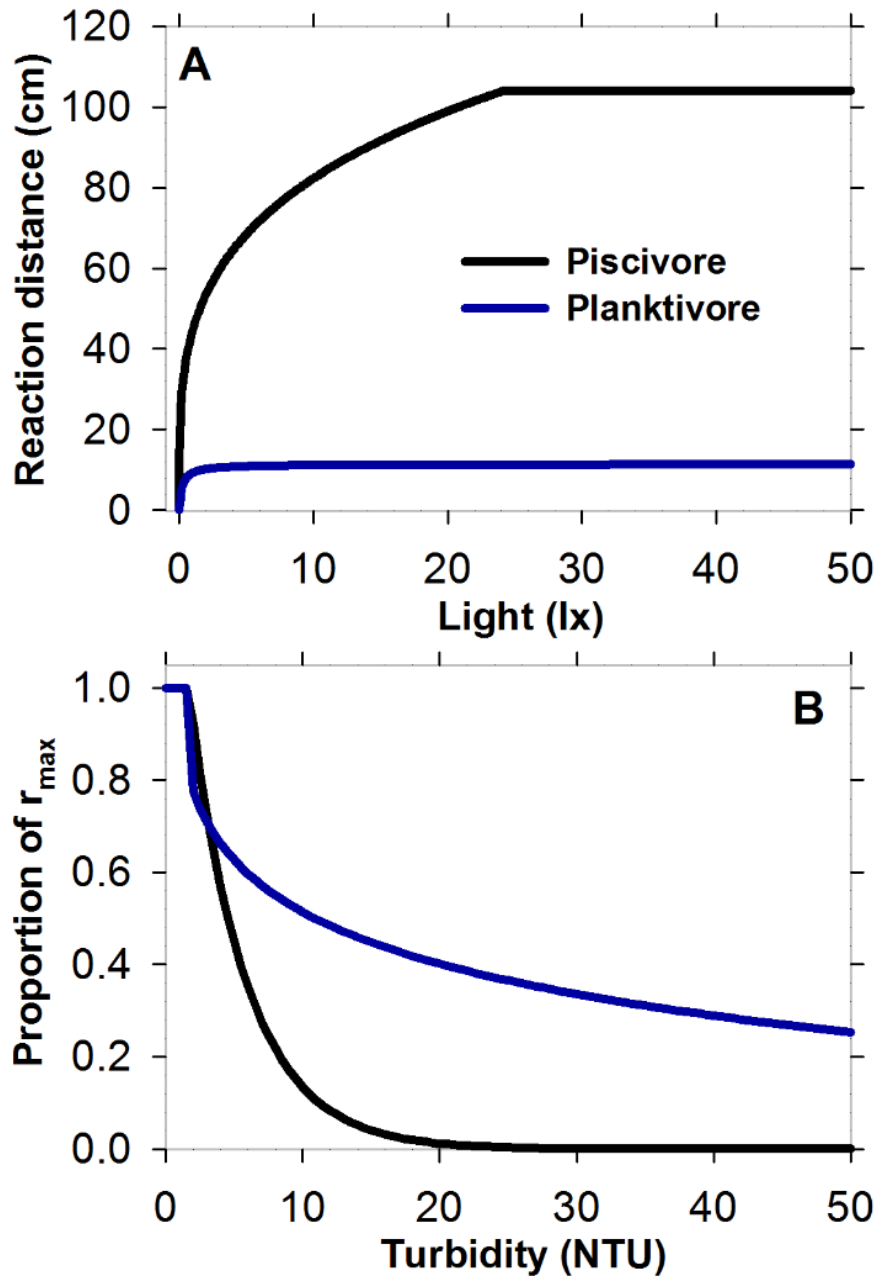 A
Reaction distance (cm)
120
100
80
60
40
20
0
Piscivore
Planktivore
0 10 20 30 40 50
Light (lx)
B
Proportion of rmax
1.0
0.8
0.6
0.4
0.2
0.0
0 10 20 30 40 50
Turbidity (NTU)